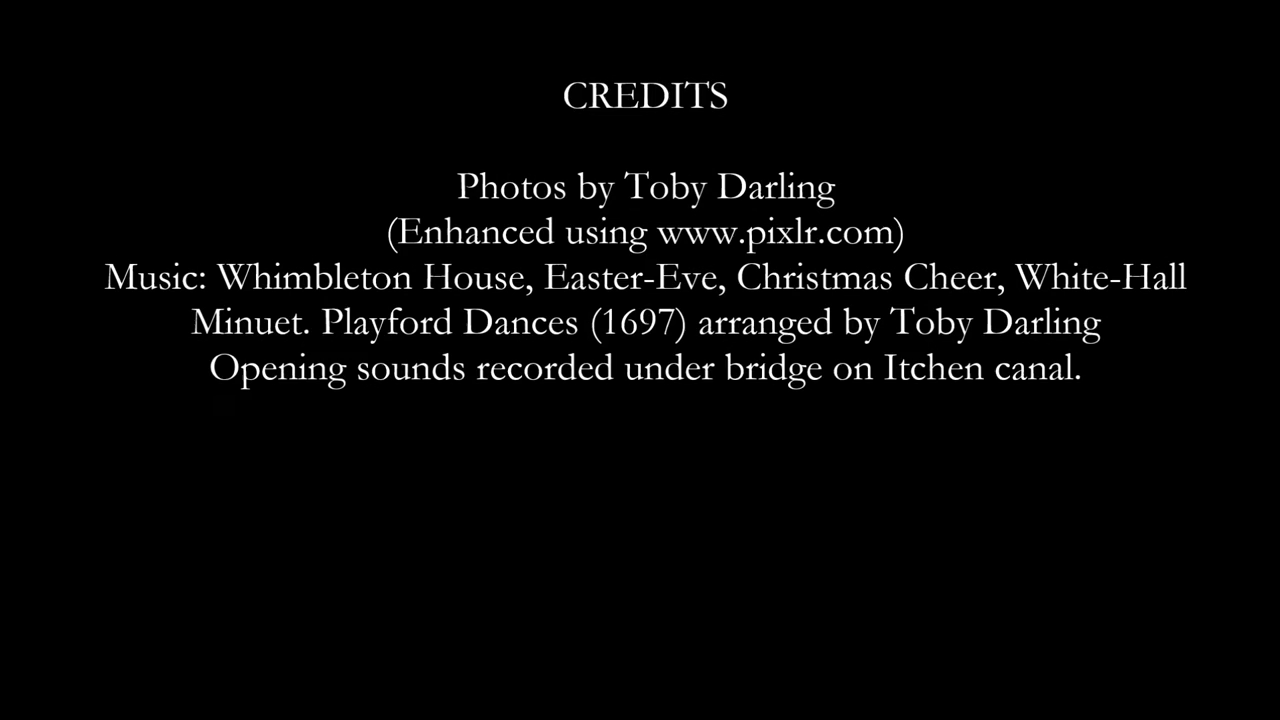 CREDITS
Photos by Toby Darling
(Enhanced using www.pixlr.com)
Music: Whimbleton House, Easter-Eve, Christmas Cheer, White-Hall
Minuet. Playford Dances (1697) arranged by Toby Darling
Opening sounds recorded under bridge on Itchen canal.